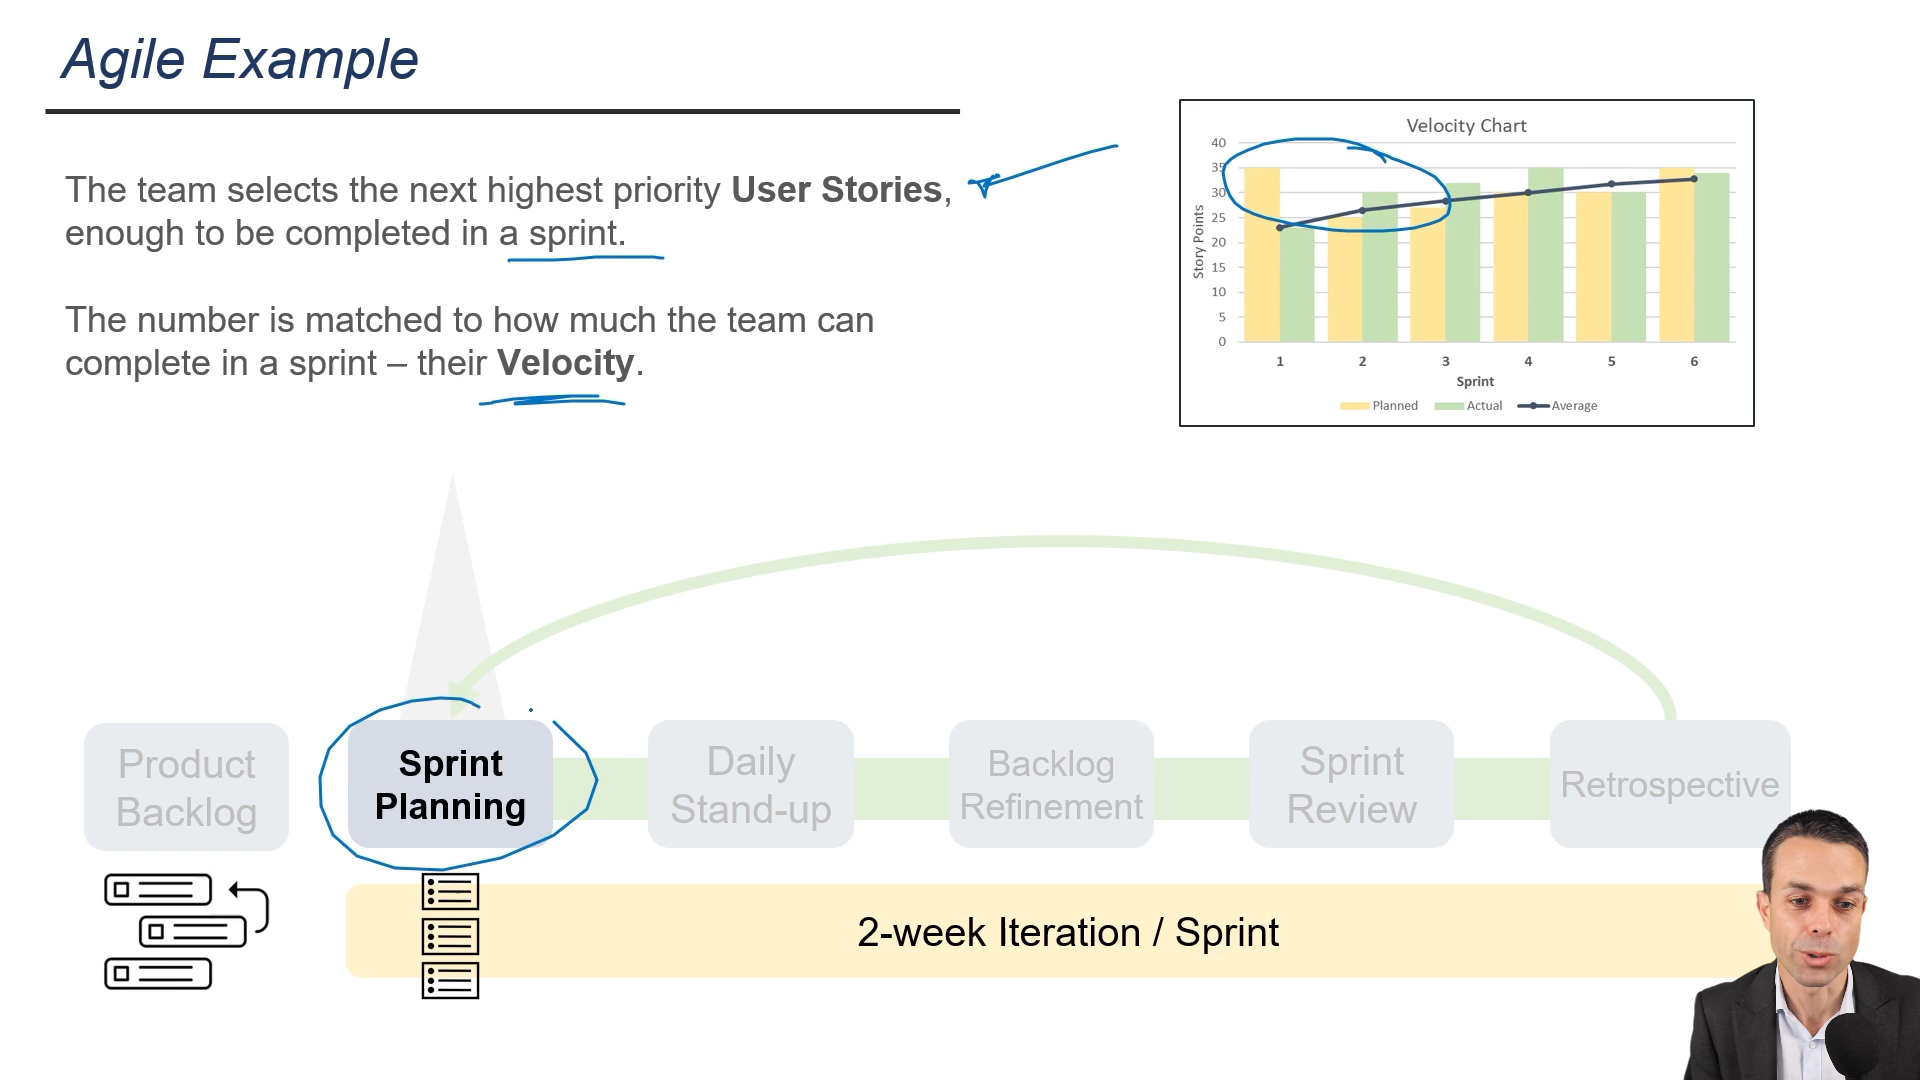 Agile Example
The team selects the next highest priority User Stories,
enough to be completed in a sprint.
The number is matched to how much the team can
complete in a sprint – their Velocity.
Velocity Chart
40
35
30
25
20
15
10
5
0
Story Points
1 2 3 4 5 6
Sprint
Planned Actual Average
Product
Backlog
Sprint
Planning
Daily
Stand-up
Backlog
Refinement
Sprint
Review
Retrospective
2-week Iteration / Sprint